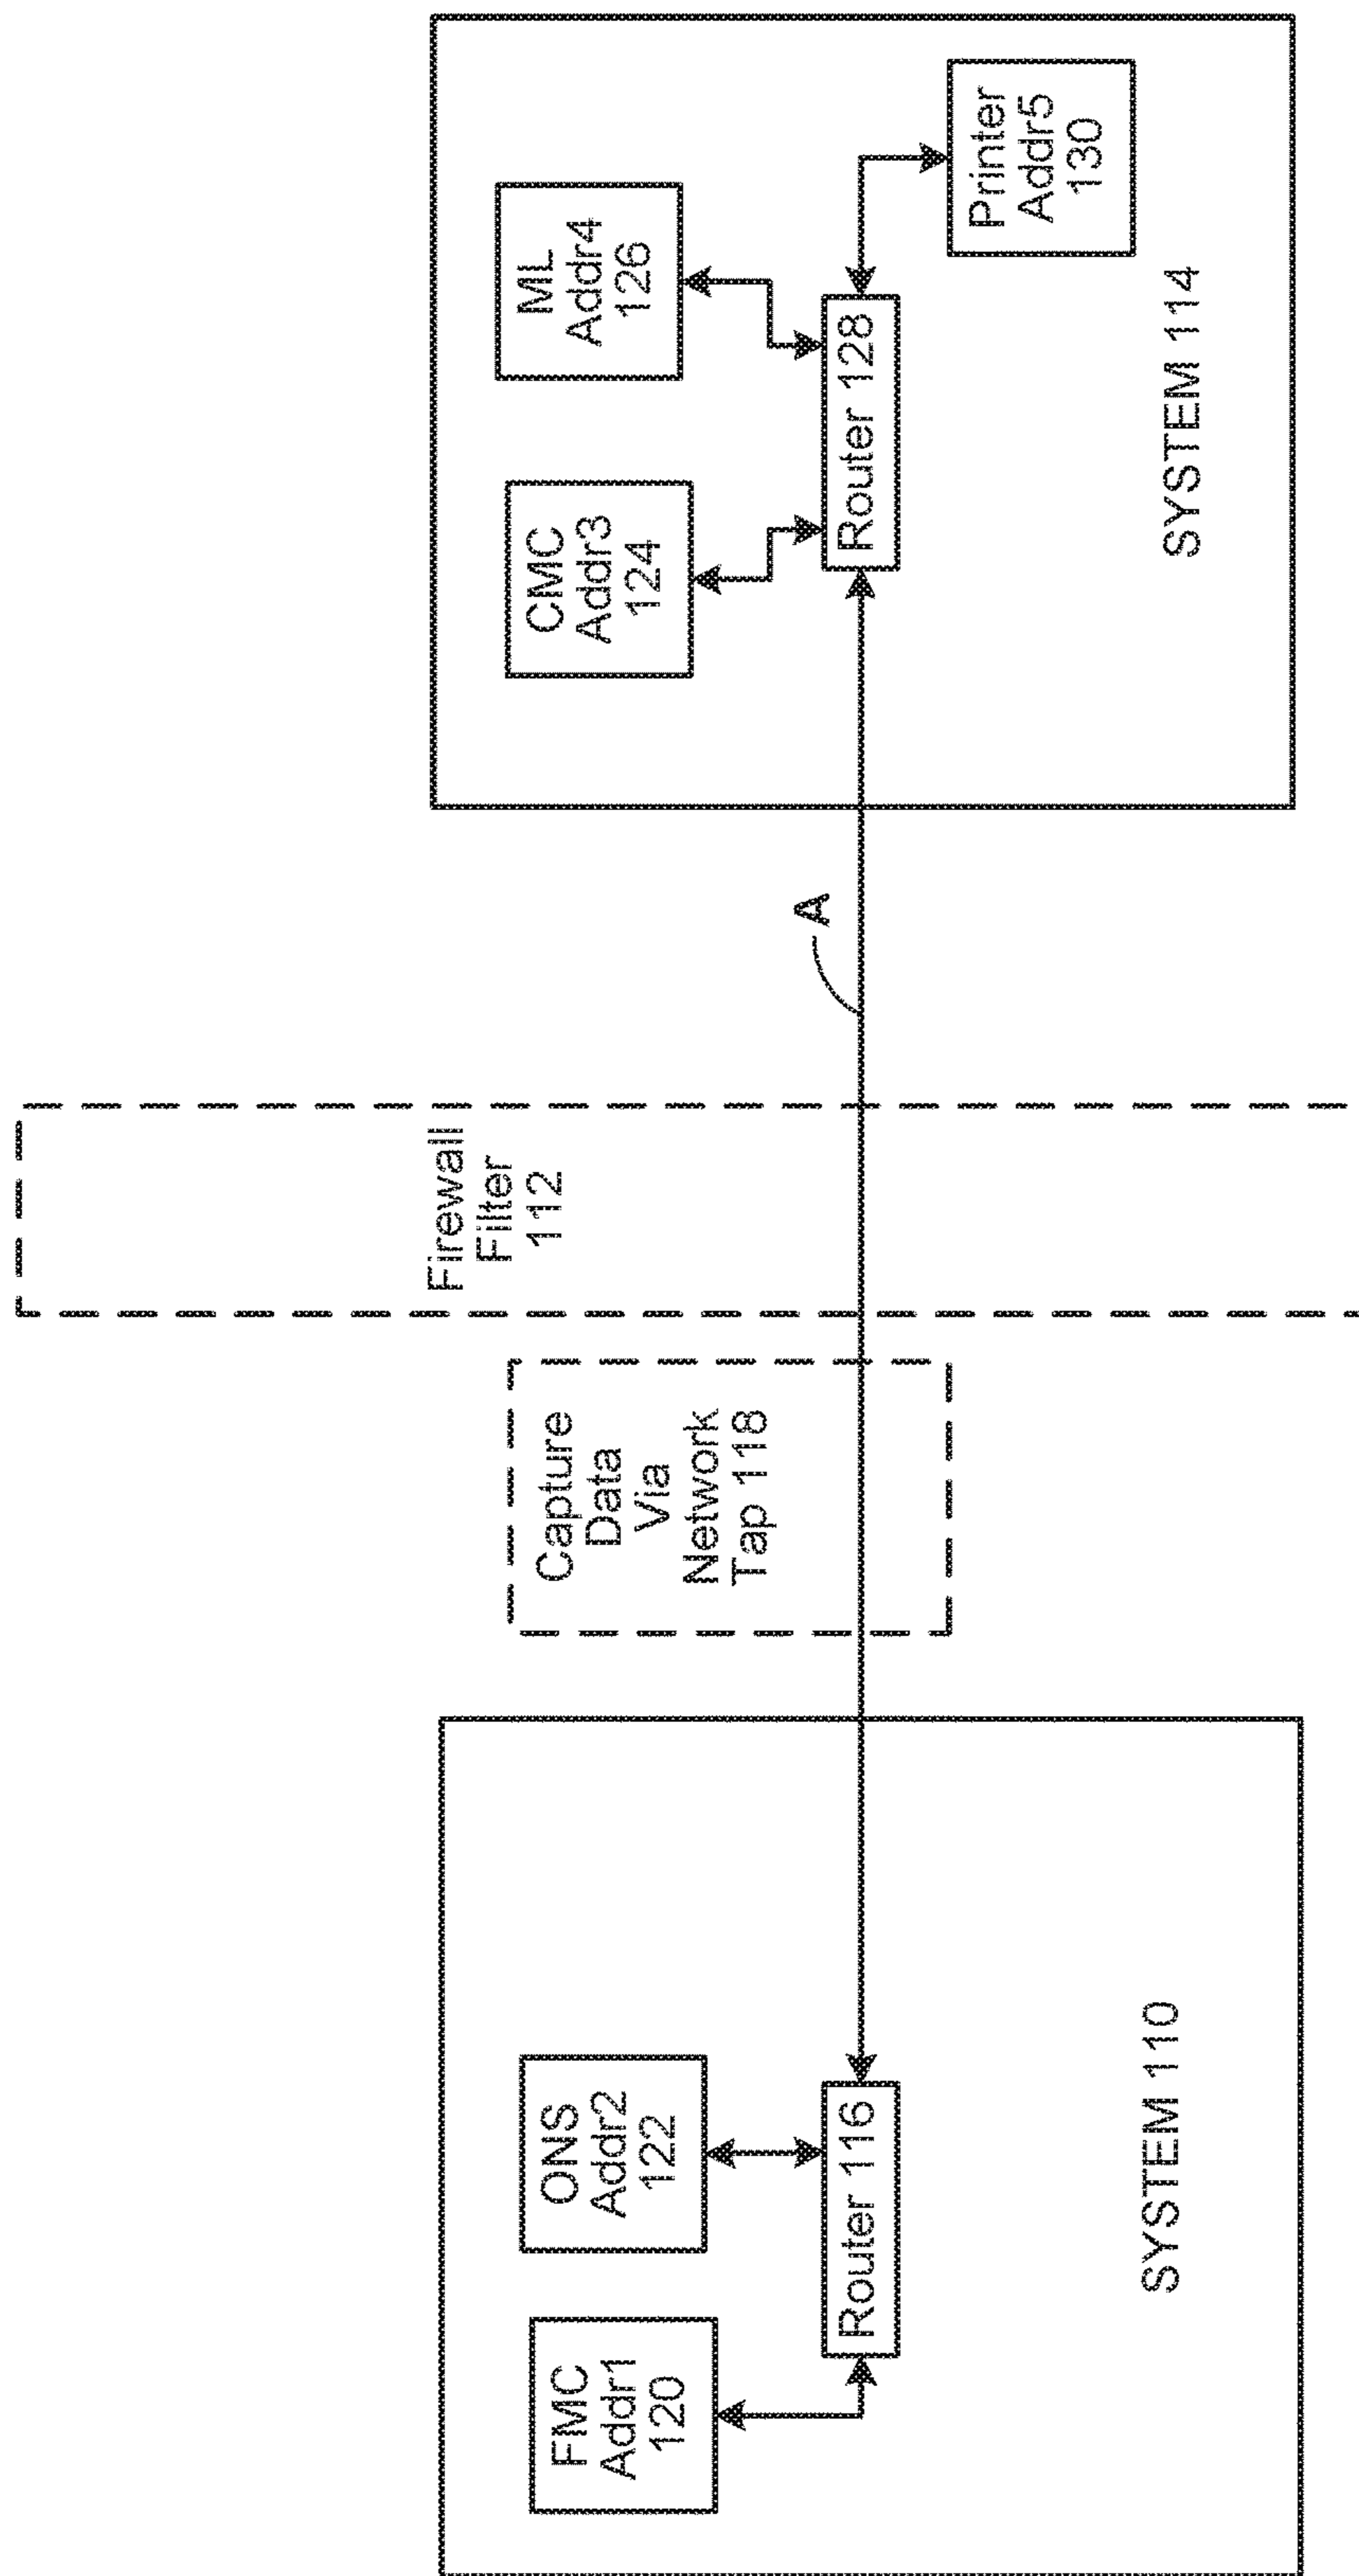 FMC
Addr1
120
ONS
Addr2
122
Router 116
SYSTEM 110
Capture
Data
Via
Network
Tap 118
Firewall
Filter
112
A
CMC
Addr3
124
ML
Addr4
126
Router 128
Printer
Addr5
130
SYSTEM 114